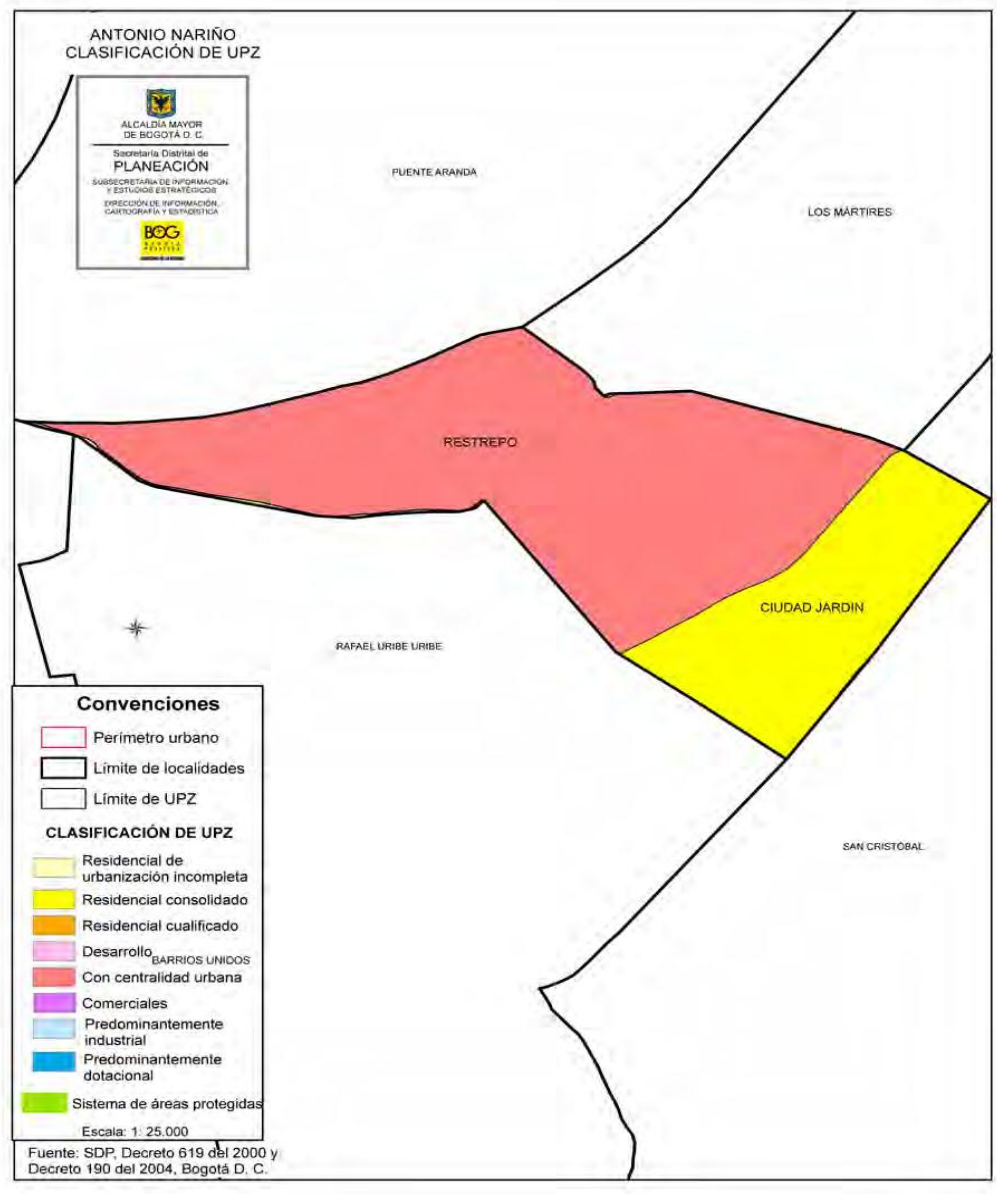 ANTONIO NARIÑO
CLASIFICACIÓN DE UPZ
ALCALDÍA MAYOR
DE BOGOTÁ D. C.
Secretaría Distrital de
PLANEACIÓN
SUBSECRETARÍA DE INFORMACIÓN
Y ESTUDIOS ESTRATÉGICOS
DIRECCIÓN DE INFORMACIÓN,
CARTOGRAFÍA Y ESTADÍSTICA
BOG
PUENTE ARANDA
LOS MÁRTIRES
RESTREPO
CIUDAD JARDIN
RAFAEL URIBE URIBE
SAN CRISTÓBAL
Convenciones
Perímetro urbano
Límite de localidades
Límite de UPZ
CLASIFICACIÓN DE UPZ
Residencial de
urbanización incompleta
Residencial consolidado
Residencial cualificado
Desarrollo
BARRIOS UNIDOS
Con centralidad urbana
Comerciales
Predominantemente
industrial
Predominantemente
dotacional
Sistema de áreas protegidas
Escala: 1: 25.000
Fuente: SDP, Decreto 619 del 2000 y
Decreto 190 del 2004, Bogotá D. C.